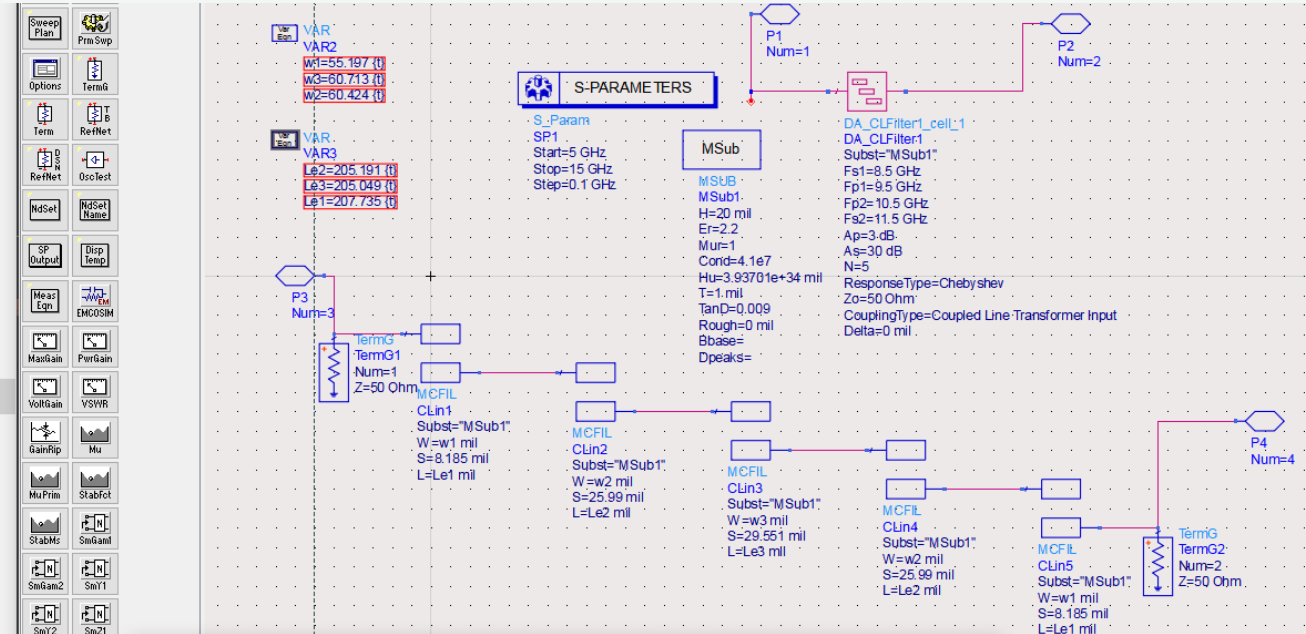 Sweep
Plan
PrmSwp
Options
TermG
Term
RefNet
RefNet
OscTest
NdSet
NdSet
Name
SP
Output
Disp
Temp
Meas
Eqn
EM
EMCOSIM
MaxGain
PwrGain
VoltGain
VSWR
GainRip
Mu
MuPrim
StabFct
StabMs
SmGam1
SmGam2
SmY1
SmY2
SmZ1
Var
Eqn
VAR
VAR2
w1=55.197 {t}
w3=60.713 {t}
w2=60.424 {t}
Var
Eqn
VAR
VAR3
Le2=205.191 {t}
Le3=205.049 {t}
Le1=207.735 {t}
S-PARAMETERS
S_Param
SP1
Start=5 GHz
Stop=15 GHz
Step=0.1 GHz
MSub
MSUB
MSub1
H=20 mil
Er=2.2
Mur=1
Cond=4.1e7
Hu=3.93701e+34 mil
T=1 mil
TanD=0.009
Rough=0 mil
Bbase=
Dpeaks=
P1
Num=1
P2
Num=2
DA_CLFilter1_cell_1
DA_CLFilter1
Subst="MSub1"
Fs1=8.5 GHz
Fp1=9.5 GHz
Fp2=10.5 GHz
Fs2=11.5 GHz
Ap=3 dB
As=30 dB
N=5
ResponseType=Chebyshev
Zo=50 Ohm
CouplingType=Coupled Line Transformer Input
Delta=0 mil
P3
Num=3
TermG
TermG1
Num=1
Z=50 Ohm
MCFIL
CLin1
Subst="MSub1"
W=w1 mil
S=8.185 mil
L=Le1 mil
MCFIL
CLin2
Subst="MSub1"
W=w2 mil
S=25.99 mil
L=Le2 mil
MCFIL
CLin3
Subst="MSub1"
W=w3 mil
S=29.551 mil
L=Le3 mil
MCFIL
CLin4
Subst="MSub1"
W=w2 mil
S=25.99 mil
L=Le2 mil
MCFIL
CLin5
Subst="MSub1"
W=w1 mil
S=8.185 mil
L=Le1 mil
TermG
TermG2
Num=2
Z=50 Ohm
P4
Num=4